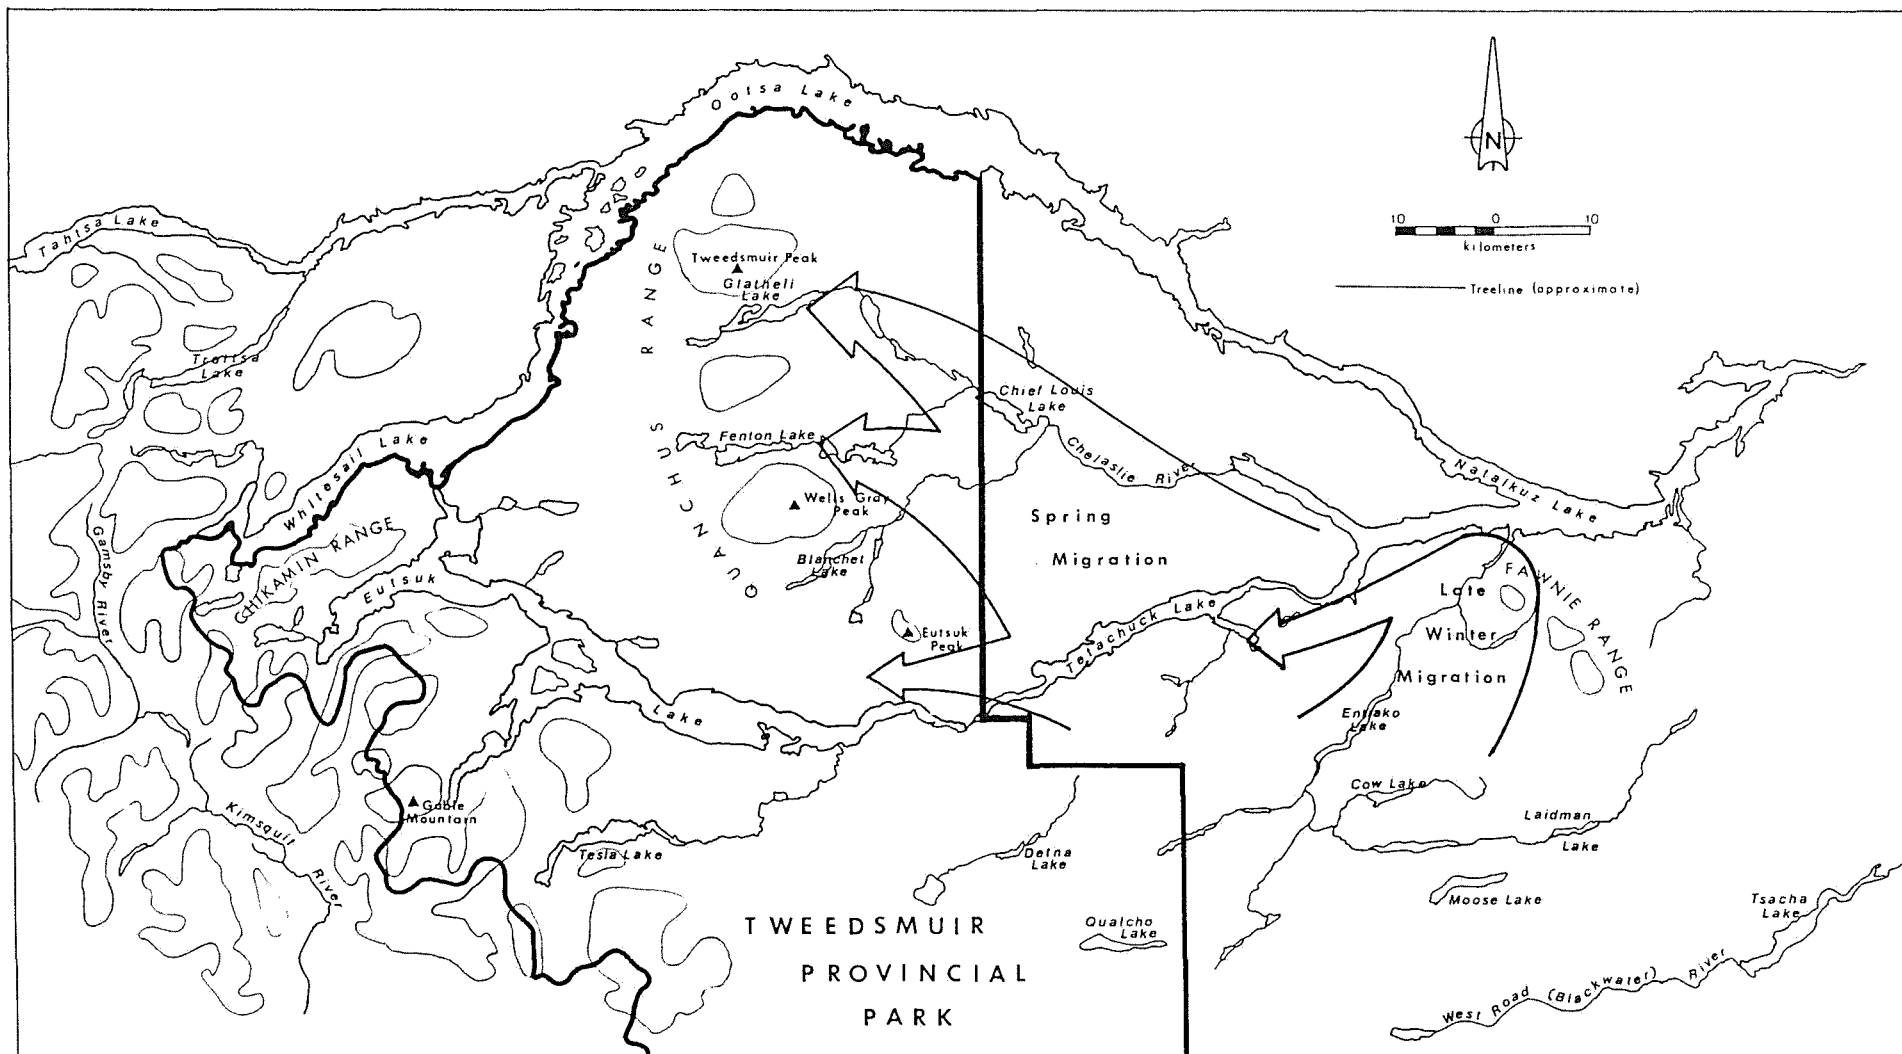 Ootsa Lake
N
10 0 10
kilometers
Treeline (approximate)
Tahtsa Lake
RANGE
QUANCHUS
Tweedsmuir Peak
Glatheli
Lake
Troitsa
Lake
Chief Louis
Lake
Whitesail Lake
Fenton Lake
Chelaslie River
Natalkuz Lake
Wells Gray
Peak
Spring
Migration
Gamsby River
CHIKAMIN RANGE
Blanchet
Lake
Eutsuk
Lake
FAWNIE RANGE
Late
Winter
Migration
Tetachuck Lake
Eutsuk
Peak
Entiako
Lake
Cow Lake
Gable
Mountain
Kimsquit
River
Laidman
Lake
Tesla Lake
Detna
Lake
Moose Lake
Tsacha
Lake
Qualcho
Lake
TWEEDSMUIR
PROVINCIAL
PARK
West Road (Blackwater) River